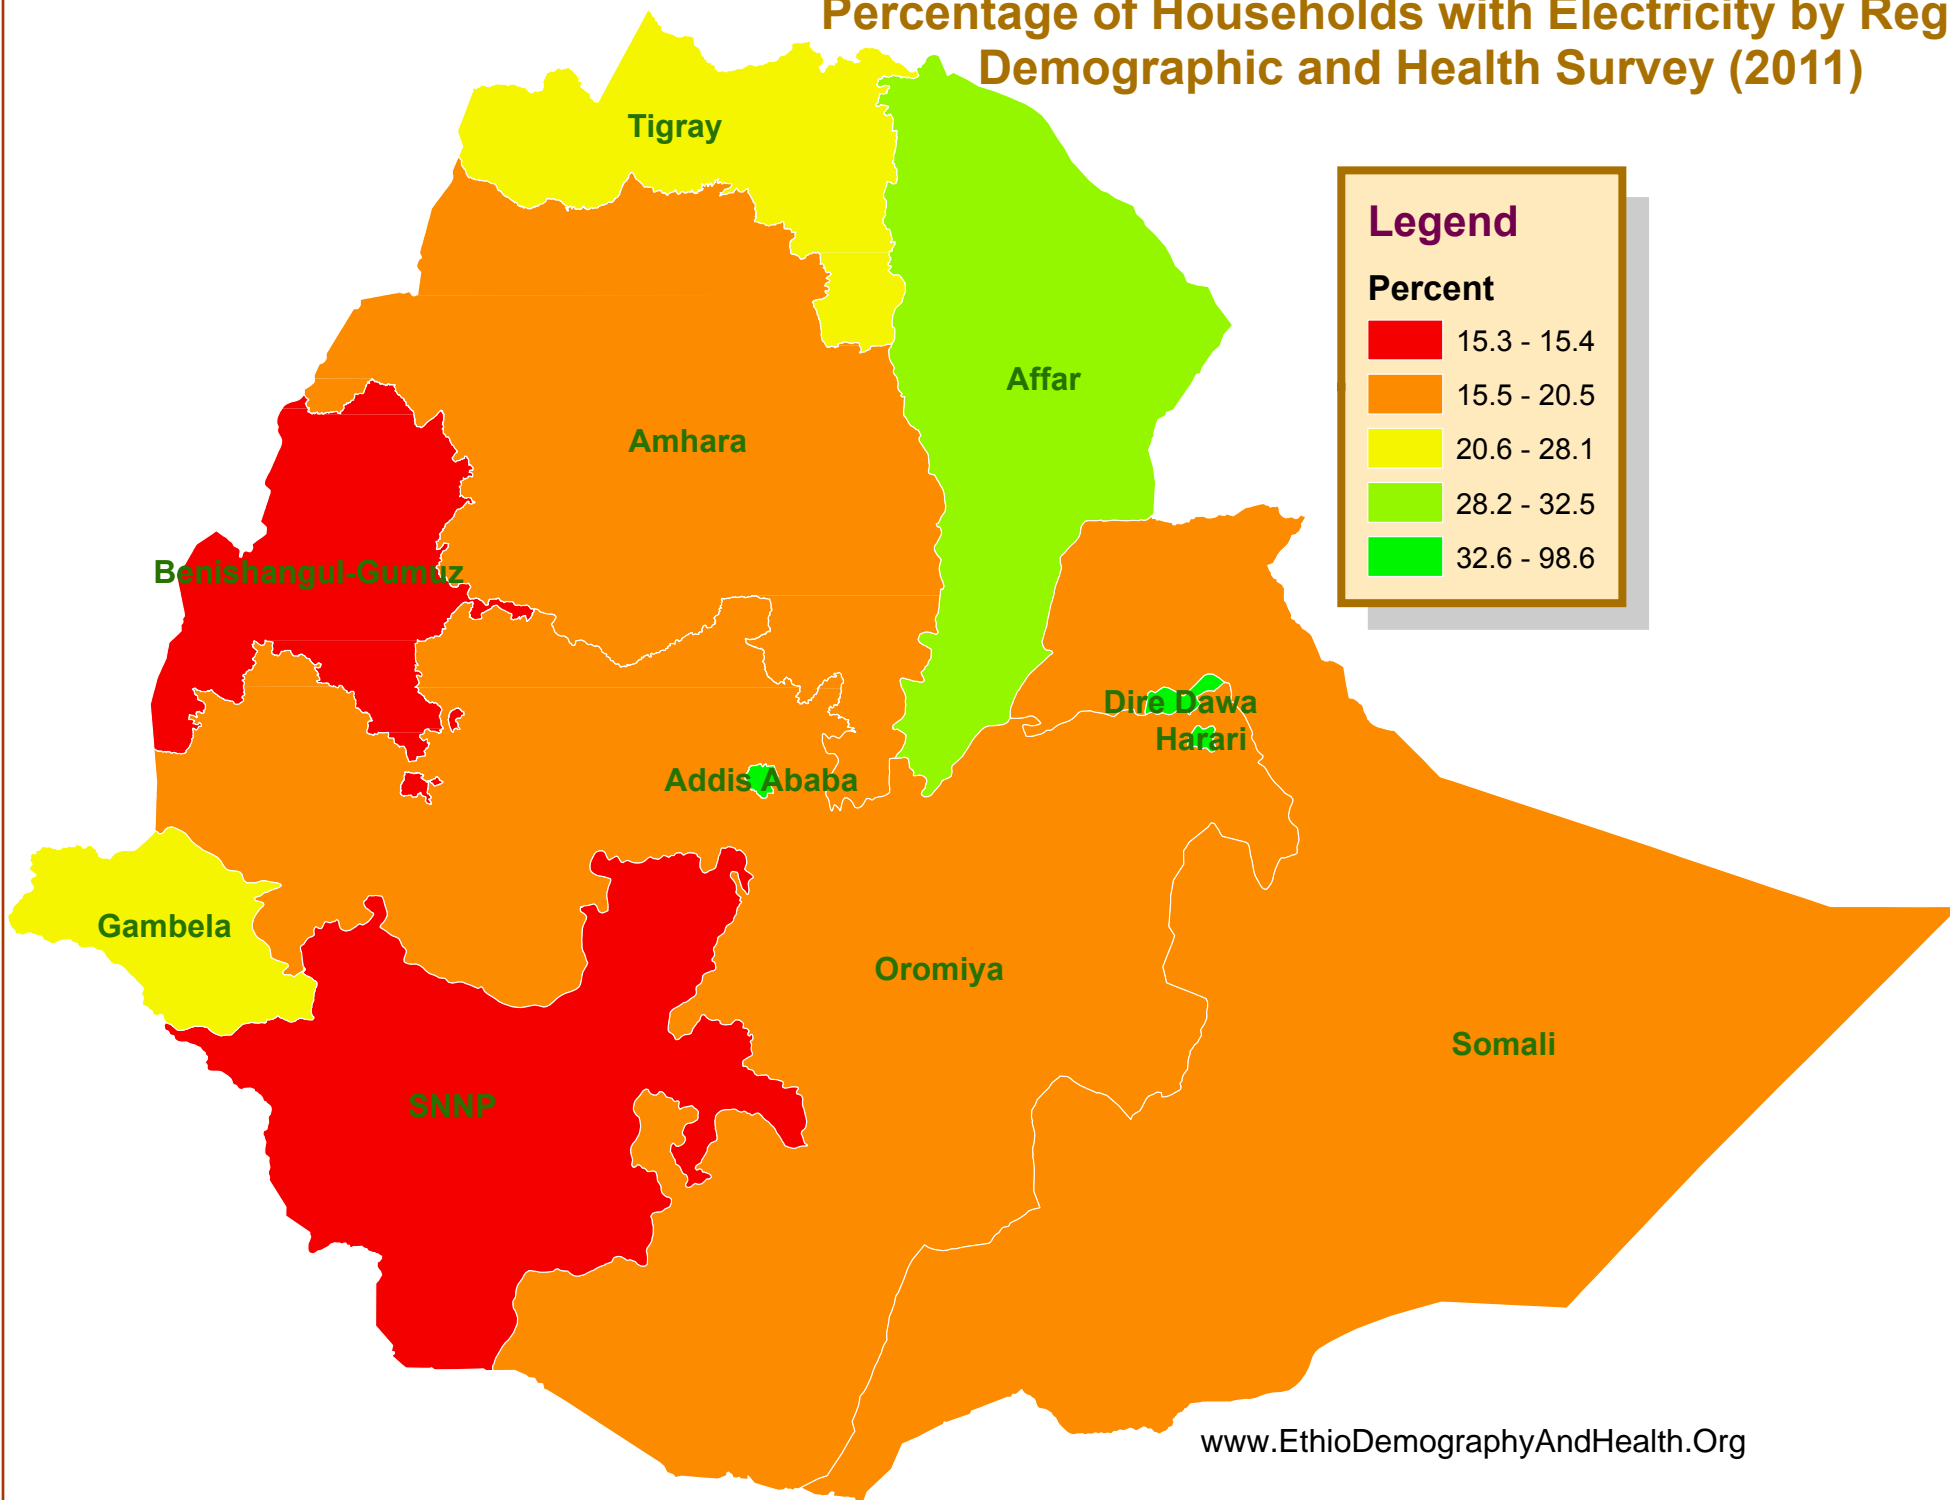 Percentage of Households with Electricity by Reg
Demographic and Health Survey (2011)
Tigray
Legend
Percent
15.3 - 15.4
15.5 - 20.5
20.6 - 28.1
28.2 - 32.5
32.6 - 98.6
Affar
Amhara
Benishangul-Gumuz
Dire Dawa
Harari
Addis Ababa
Gambela
Oromiya
Somali
SNNP
www.EthioDemographyAndHealth.Org